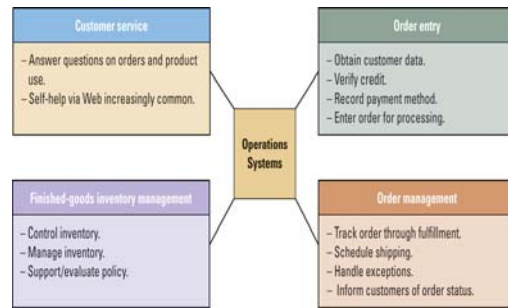 Customer service
– Answer questions on orders and product
use.
– Self-help via Web increasingly common.
Order entry
– Obtain customer data.
– Verify credit.
– Record payment method.
– Enter order for processing.
Operations
Systems
Finished-goods inventory management
– Control inventory.
– Manage inventory.
– Support/evaluate policy.
Order management
– Track order through fulfillment.
– Schedule shipping.
– Handle exceptions.
– Inform customers of order status.